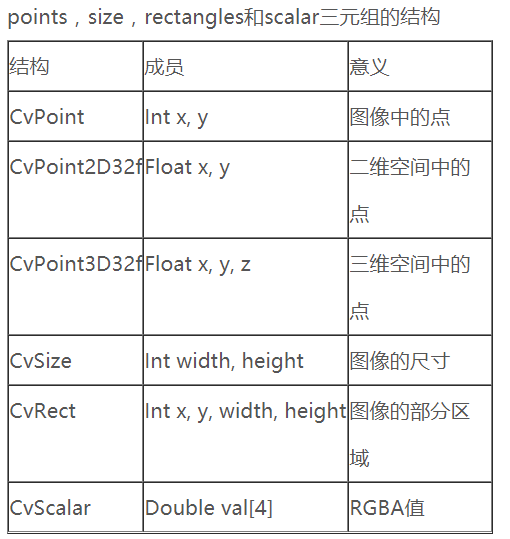 points，size，rectangles和scalar三元组的结构
结构 成员 意义
CvPoint Int x, y 图像中的点
CvPoint2D32f Float x, y 二维空间中的
点
CvPoint3D32f Float x, y, z 三维空间中的
点
CvSize Int width, height 图像的尺寸
CvRect Int x, y, width, height 图像的部分区
域
CvScalar Double val[4] RGBA值